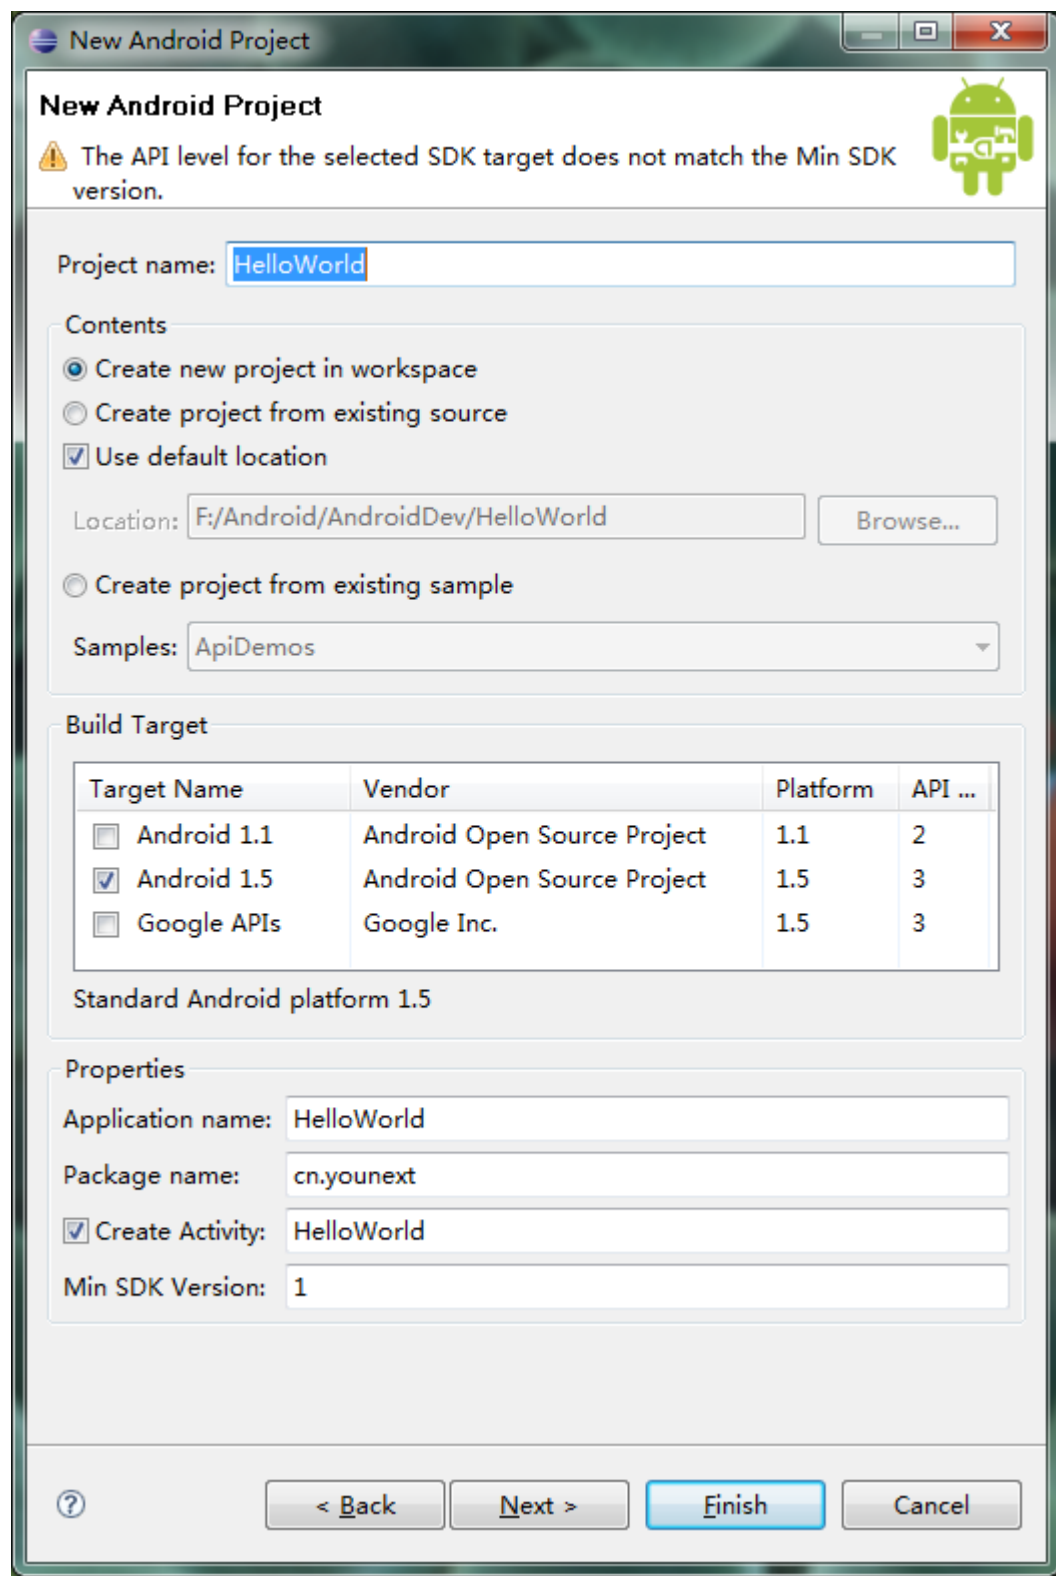 New Android Project
New Android Project
The API level for the selected SDK target does not match the Min SDK
version.
Project name: HelloWorld
Contents
Create new project in workspace
Create project from existing source
Use default location
Location: F:/Android/AndroidDev/HelloWorld Browse...
Create project from existing sample
Samples: ApiDemos
Build Target
Target Name Vendor Platform API ...
Android 1.1 Android Open Source Project 1.1 2
Android 1.5 Android Open Source Project 1.5 3
Google APIs Google Inc. 1.5 3
Standard Android platform 1.5
Properties
Application name: HelloWorld
Package name: cn.younext
Create Activity: HelloWorld
Min SDK Version: 1
< Back Next > Finish Cancel